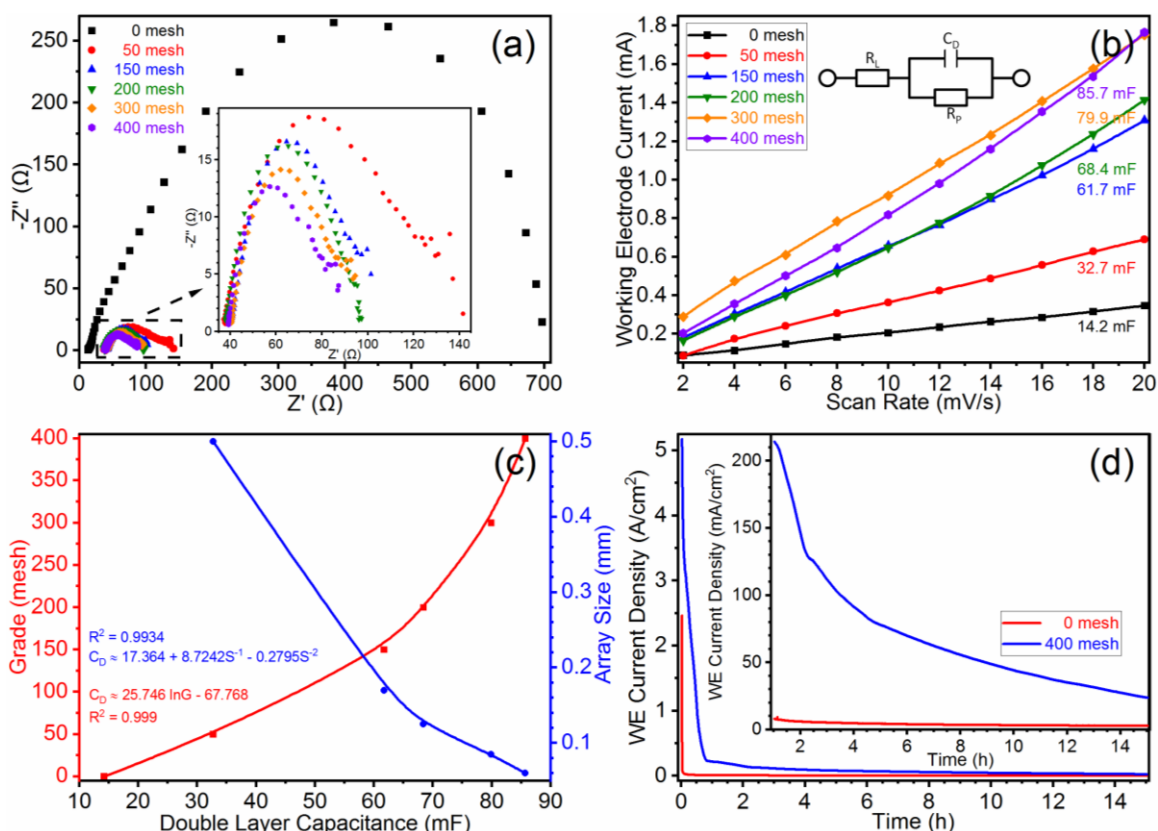 (a)
0 mesh
50 mesh
150 mesh
200 mesh
300 mesh
400 mesh
-Z'' (Ω)
250
200
150
100
50
0
0 100 200 300 400 500 600 700
Z' (Ω)
-Z'' (Ω)
15
10
5
0
40 60 80 100 120 140
Z' (Ω)
(b)
0 mesh
50 mesh
150 mesh
200 mesh
300 mesh
400 mesh
R_L
C_D
R_P
85.7 mF
79.9 mF
68.4 mF
61.7 mF
32.7 mF
14.2 mF
Working Electrode Current (mA)
1.8
1.6
1.4
1.2
1.0
0.8
0.6
0.4
0.2
2 4 6 8 10 12 14 16 18 20
Scan Rate (mV/s)
(c)
Grade (mesh)
400
350
300
250
200
150
100
50
0
R² = 0.9934
C_D ≈ 17.364 + 8.7242S⁻¹ - 0.2795S⁻²
C_D ≈ 25.746 lnG - 67.768
R² = 0.999
0.5
0.4
0.3
0.2
0.1
Array Size (mm)
10 20 30 40 50 60 70 80 90
Double Layer Capacitance (mF)
(d)
WE Current Density (A/cm²)
5
4
3
2
1
0
0 2 4 6 8 10 12 14
Time (h)
WE Current Density (mA/cm²)
200
150
100
50
0
2 4 6 8 10 12 14
Time (h)
0 mesh
400 mesh